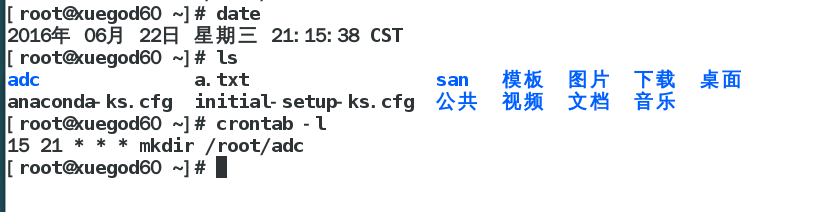 [root@xuegod60 ~]# date
2016年 06月 22日 星期三 21:15:38 CST
[root@xuegod60 ~]# ls
adc a.txt san 模板 图片 下载 桌面
anaconda-ks.cfg initial-setup-ks.cfg 公共 视频 文档 音乐
[root@xuegod60 ~]# crontab -l
15 21 * * * mkdir /root/adc
[root@xuegod60 ~]#